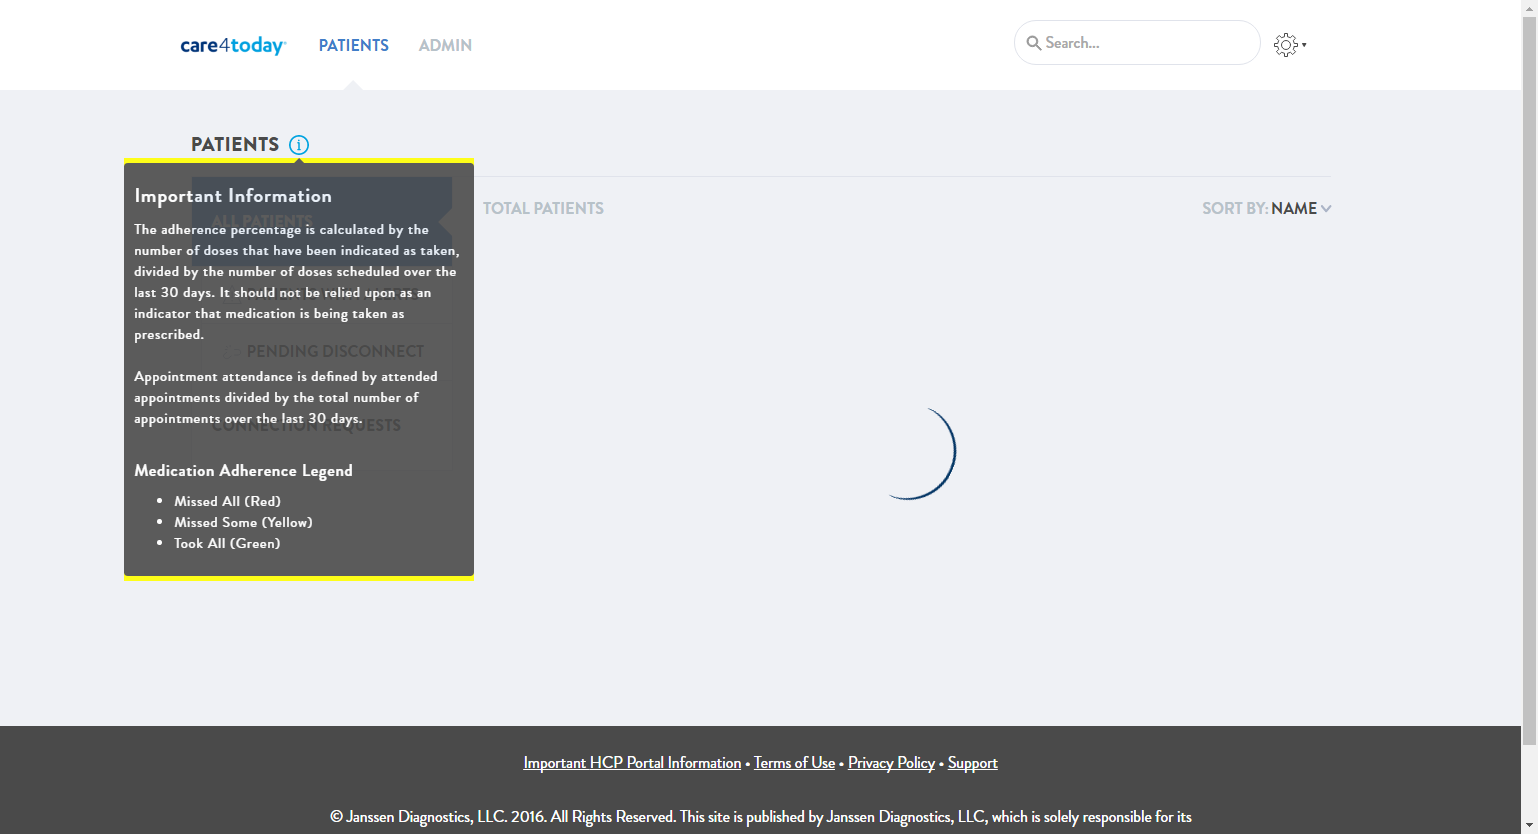 care4today
PATIENTS
ADMIN
Search...
PATIENTS
Important Information
ALL PATIENTS
The adherence percentage is calculated by the
number of doses that have been indicated as taken,
divided by the number of doses scheduled over the
last 30 days. It should not be relied upon as an
indicator that medication is being taken as
prescribed.
PENDING DISCONNECT
Appointment attendance is defined by attended
appointments divided by the total number of
appointments over the last 30 days.
CONNECTION REQUESTS
Medication Adherence Legend
• Missed All (Red)
• Missed Some (Yellow)
• Took All (Green)
TOTAL PATIENTS
SORT BY: NAME
Important HCP Portal Information • Terms of Use • Privacy Policy • Support
© Janssen Diagnostics, LLC. 2016. All Rights Reserved. This site is published by Janssen Diagnostics, LLC, which is solely responsible for its